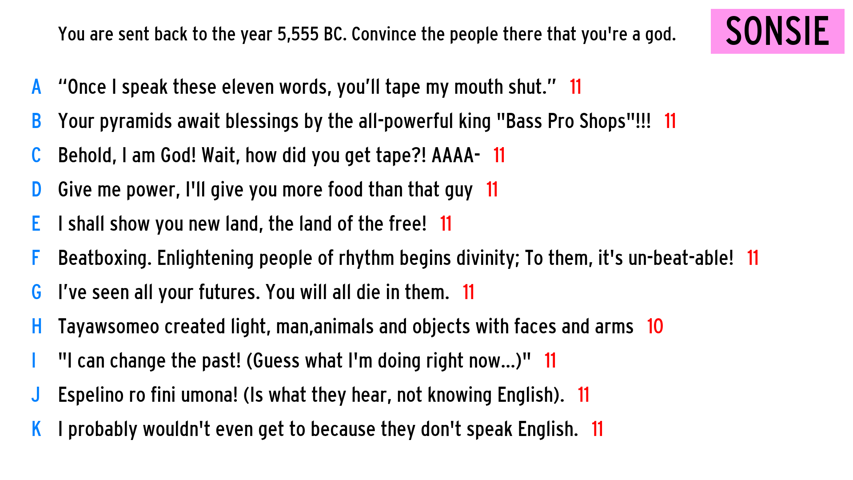 You are sent back to the year 5,555 BC. Convince the people there that you're a god.
SONSIE
A “Once I speak these eleven words, you’ll tape my mouth shut.” 11
B Your pyramids await blessings by the all-powerful king "Bass Pro Shops"!!! 11
C Behold, I am God! Wait, how did you get tape?! AAAA- 11
D Give me power, I'll give you more food than that guy 11
E I shall show you new land, the land of the free! 11
F Beatboxing. Enlightening people of rhythm begins divinity; To them, it's un-beat-able! 11
G I’ve seen all your futures. You will all die in them. 11
H Tayawsomeo created light, man,animals and objects with faces and arms 10
I "I can change the past! (Guess what I'm doing right now...)" 11
J Espelino ro fini umona! (Is what they hear, not knowing English). 11
K I probably wouldn't even get to because they don't speak English. 11